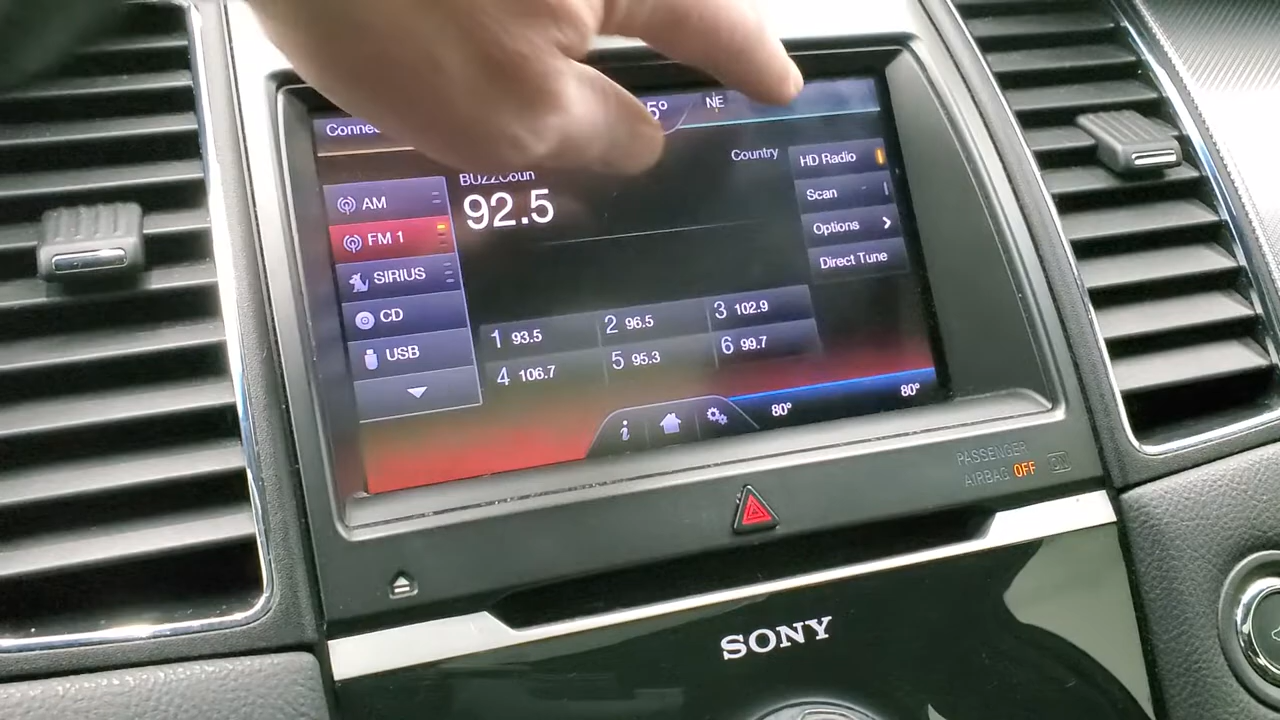 5° NE
BUZZCoun
Country
92.5
AM
FM 1
SIRIUS
CD
USB
HD Radio
Scan
Options
Direct Tune
1 93.5
2 96.5
3 102.9
4 106.7
5 95.3
6 99.7
i
80°
80°
PASSENGER
AIRBAG OFF ON
SONY